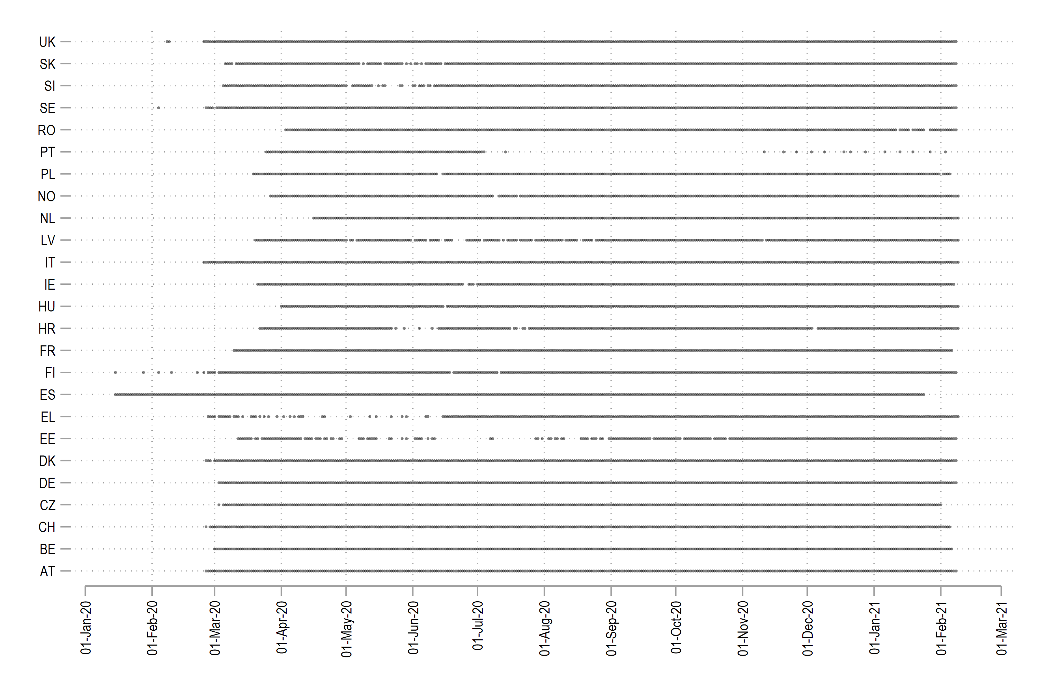 UK
SK
SI
SE
RO
PT
PL
NO
NL
LV
IT
IE
HU
HR
FR
FI
ES
EL
EE
DK
DE
CZ
CH
BE
AT
01-Jan-20
01-Feb-20
01-Mar-20
01-Apr-20
01-May-20
01-Jun-20
01-Jul-20
01-Aug-20
01-Sep-20
01-Oct-20
01-Nov-20
01-Dec-20
01-Jan-21
01-Feb-21
01-Mar-21